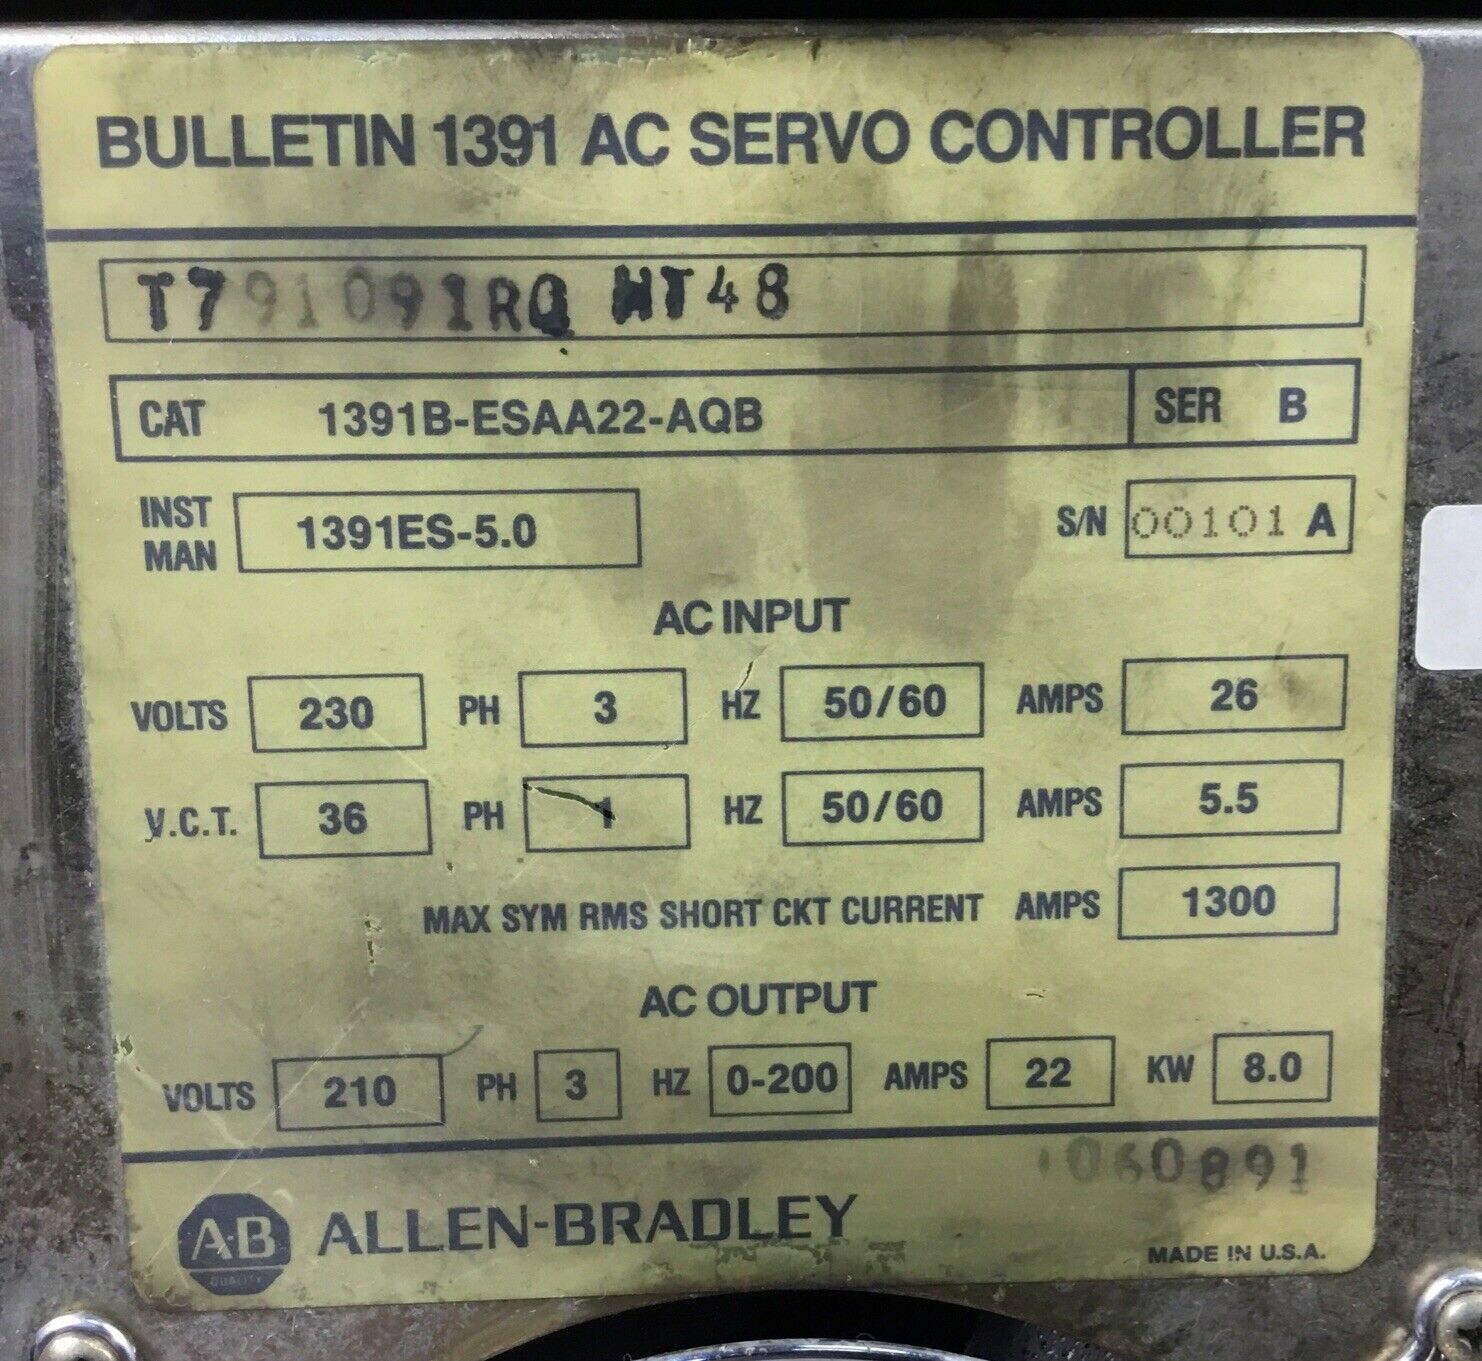 BULLETIN 1391 AC SERVO CONTROLLER
T791091RQ HT48
CAT 1391B-ESAA22-AQB SER B
INST MAN 1391ES-5.0 S/N 00101 A
AC INPUT
VOLTS 230 PH 3 HZ 50/60 AMPS 26
V.C.T. 36 PH 1 HZ 50/60 AMPS 5.5
MAX SYM RMS SHORT CKT CURRENT AMPS 1300
AC OUTPUT
VOLTS 210 PH 3 HZ 0-200 AMPS 22 KW 8.0
060891
A-B ALLEN-BRADLEY
QUALITY
MADE IN U.S.A.